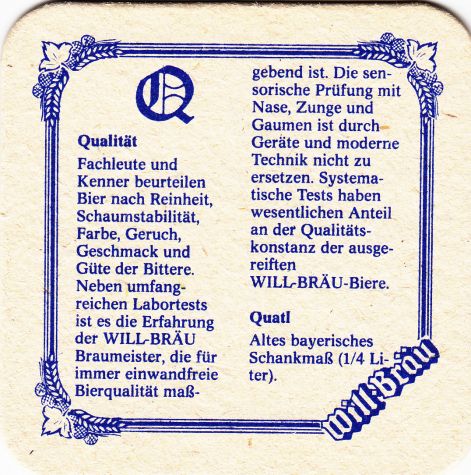 Q
Qualität
Fachleute und
Kenner beurteilen
Bier nach Reinheit,
Schaumstabilität,
Farbe, Geruch,
Geschmack und
Güte der Bittere.
Neben umfang-
reichen Labortests
ist es die Erfahrung
der WILL-BRÄU
Braumeister, die für
immer einwandfreie
Bierqualität maß-
gebend ist. Die sen-
sorische Prüfung mit
Nase, Zunge und
Gaumen ist durch
Geräte und moderne
Technik nicht zu
ersetzen. Systema-
tische Tests haben
wesentlichen Anteil
an der Qualitäts-
konstanz der ausge-
reiften
WILL-BRÄU-Biere.
Quatl
Altes bayerisches
Schankmaß (1/4 Li-
ter).
Will-Bräu